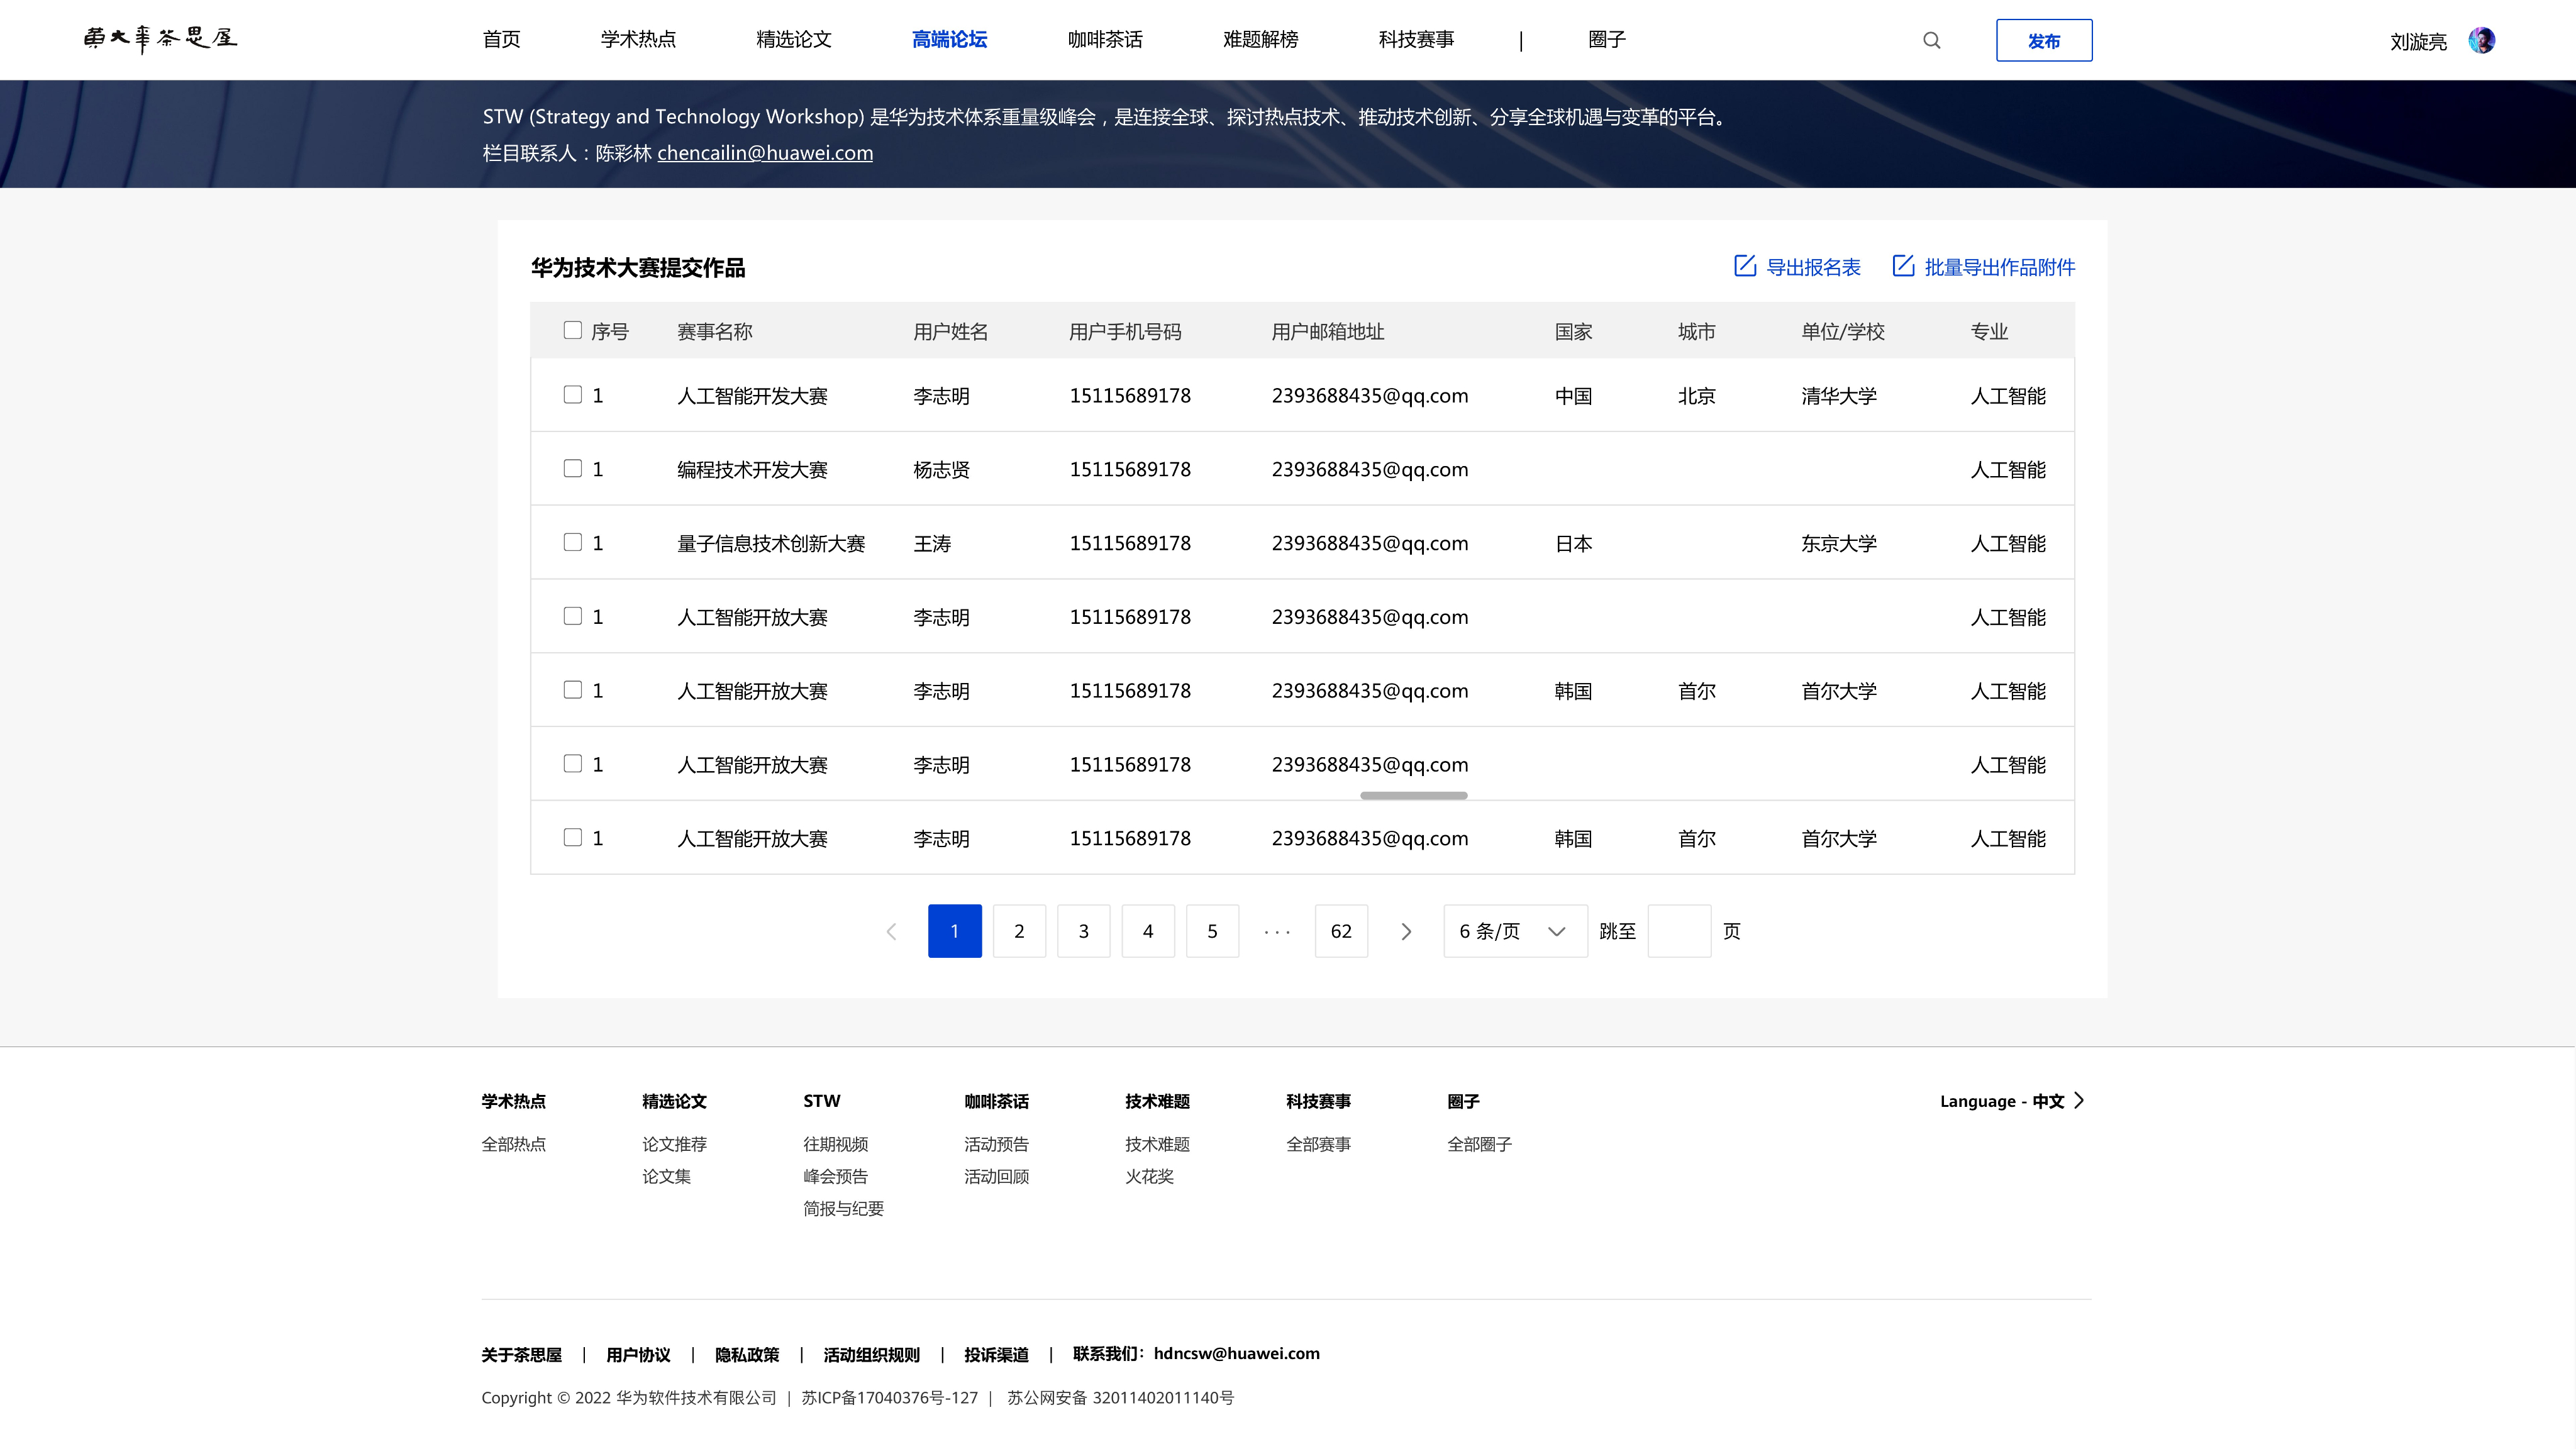 黄大年茶思屋
首页 学术热点 精选论文 高端论坛 咖啡茶话 难题解榜 科技赛事 | 圈子 发布 刘漩亮
STW (Strategy and Technology Workshop) 是华为技术体系重量级峰会，是连接全球、探讨热点技术、推动技术创新、分享全球机遇与变革的平台。
栏目联系人：陈彩林 chencailin@huawei.com
华为技术大赛提交作品 导出报名表 批量导出作品附件
序号 赛事名称 用户姓名 用户手机号码 用户邮箱地址 国家 城市 单位/学校 专业
1 人工智能开发大赛 李志明 15115689178 2393688435@qq.com 中国 北京 清华大学 人工智能
1 编程技术开发大赛 杨志贤 15115689178 2393688435@qq.com 人工智能
1 量子信息技术创新大赛 王涛 15115689178 2393688435@qq.com 日本 东京大学 人工智能
1 人工智能开放大赛 李志明 15115689178 2393688435@qq.com 人工智能
1 人工智能开放大赛 李志明 15115689178 2393688435@qq.com 韩国 首尔 首尔大学 人工智能
1 人工智能开放大赛 李志明 15115689178 2393688435@qq.com 人工智能
1 人工智能开放大赛 李志明 15115689178 2393688435@qq.com 韩国 首尔 首尔大学 人工智能
1 2 3 4 5 ··· 62 6 条/页 跳至 页
学术热点 精选论文 STW 咖啡茶话 技术难题 科技赛事 圈子 Language - 中文
全部热点 论文推荐 往期视频 活动预告 技术难题 全部赛事 全部圈子
论文集 峰会预告 活动回顾 火花奖
简报与纪要
关于茶思屋 | 用户协议 | 隐私政策 | 活动组织规则 | 投诉渠道 | 联系我们：hdncsw@huawei.com
Copyright © 2022 华为软件技术有限公司 | 苏ICP备17040376号-127 | 苏公网安备 32011402011140号